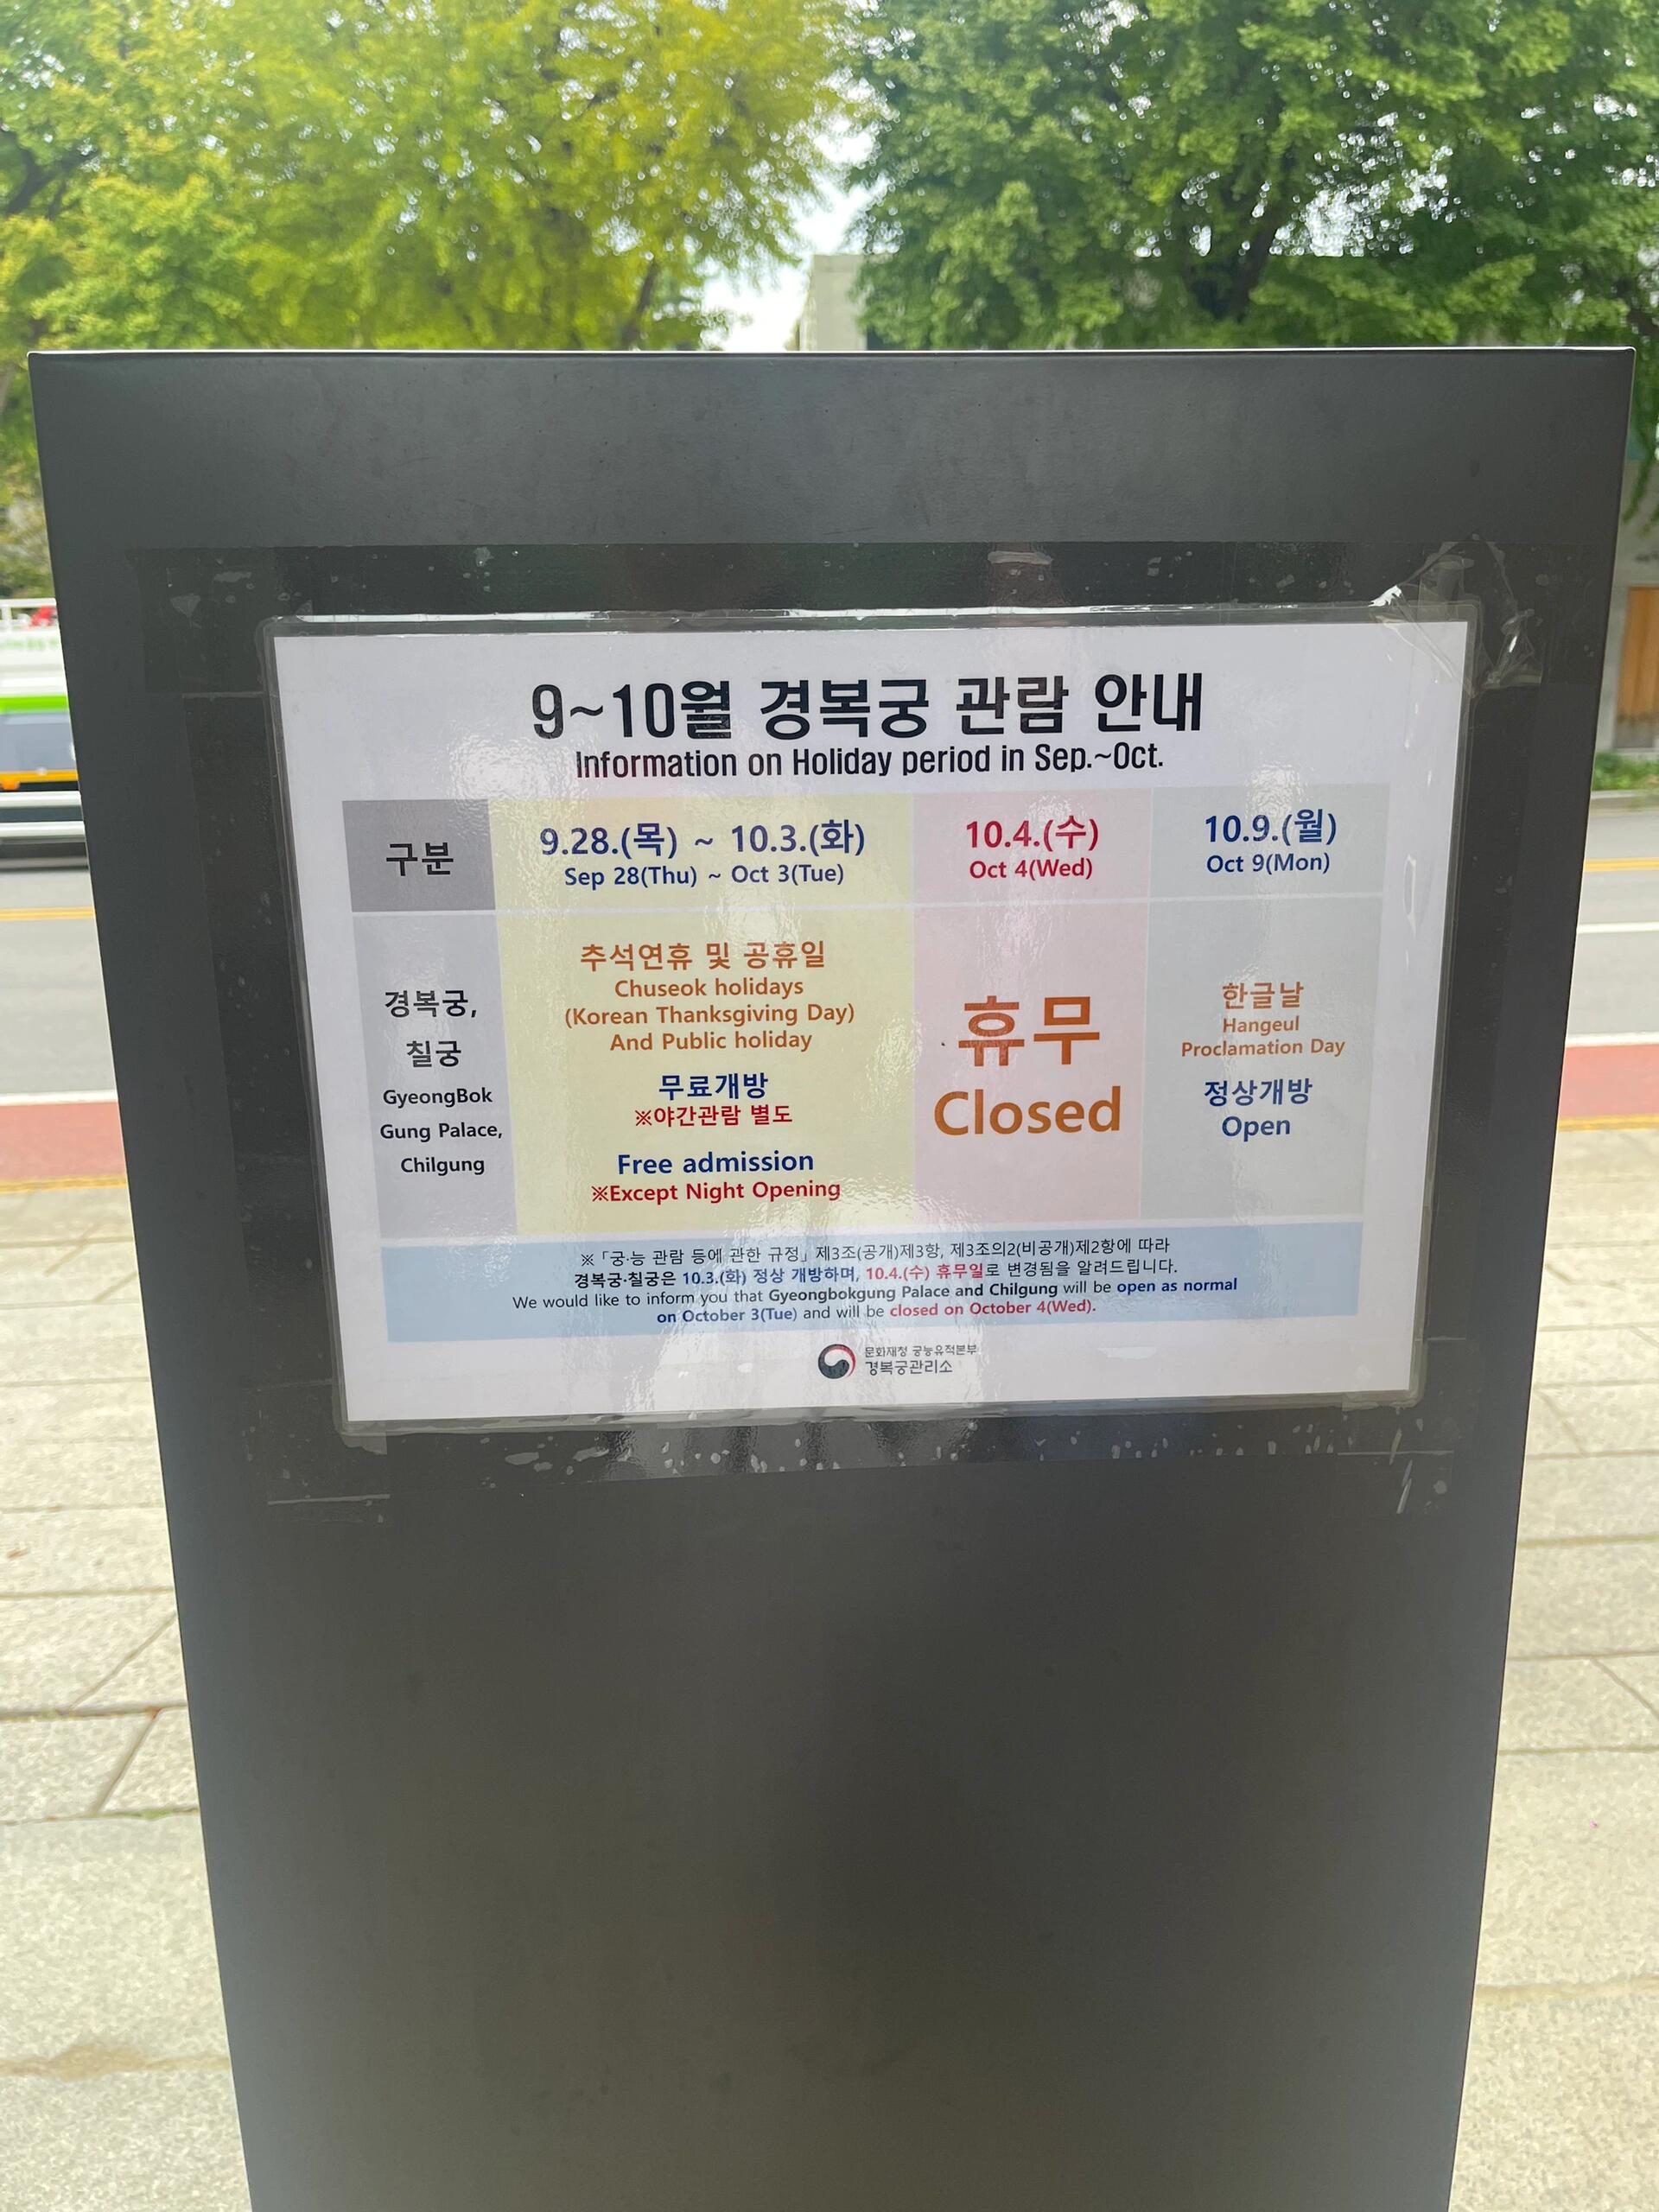 9~10월 경복궁 관람 안내
Information on Holiday period in Sep.~Oct.
구분
9.28.(목) ~ 10.3.(화)
Sep 28(Thu) ~ Oct 3(Tue)
10.4.(수)
Oct 4(Wed)
10.9.(월)
Oct 9(Mon)
경복궁,
칠궁
GyeongBok
Gung Palace,
Chilgung
추석연휴 및 공휴일
Chuseok holidays
(Korean Thanksgiving Day)
And Public holiday
무료개방
※야간관람 별도
Free admission
※Except Night Opening
휴무
Closed
한글날
Hangeul
Proclamation Day
정상개방
Open
※「궁·능 관람 등에 관한 규정」 제3조(공개)제3항, 제3조의2(비공개)제2항에 따라
경복궁·칠궁은 10.3.(화) 정상 개방하며, 10.4.(수) 휴무일로 변경됨을 알려드립니다.
We would like to inform you that Gyeongbokgung Palace and Chilgung will be open as normal
on October 3(Tue) and will be closed on October 4(Wed).
문화재청 궁능유적본부
경복궁관리소